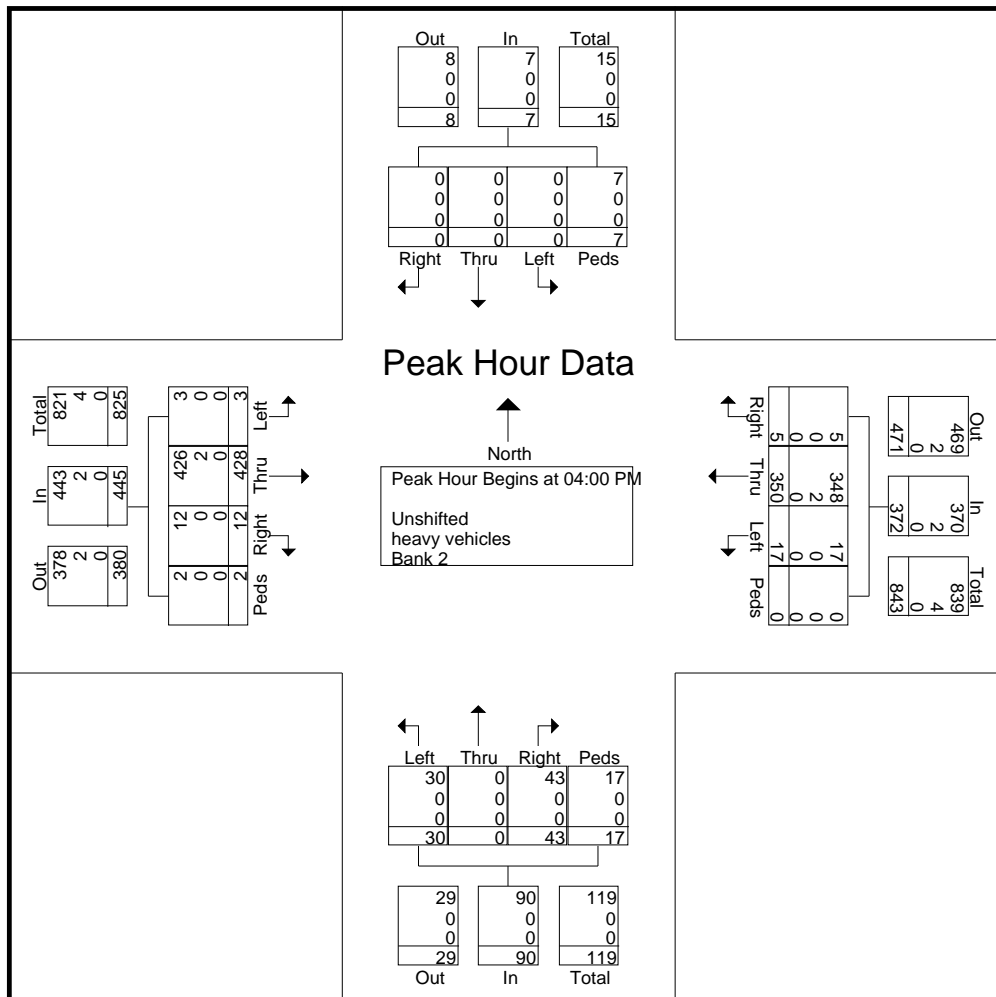 Out In Total
8 7 15
0 0 0
0 0 0
8 7 15
0 0 0 7
0 0 0 0
0 0 0 0
0 0 0 7
Right Thru Left Peds
Peak Hour Data
North
Peak Hour Begins at 04:00 PM
Unshifted
heavy vehicles
Bank 2
Total
821 4 0 825
In
443 2 0 445
Out
378 2 0 380
3 0 0 3
Left
426 2 0 428
Thru
12 0 0 12
Right
2 0 0 2
Peds
Right
5 0 0 5
Thru
348 2 0 350
Left
17 0 0 17
Peds
0 0 0 0
Out
469 2 0 471
In
370 2 0 372
Total
839 4 0 843
Left Thru Right Peds
30 0 43 17
0 0 0 0
0 0 0 0
30 0 43 17
29 90 119
0 0 0
0 0 0
29 90 119
Out In Total